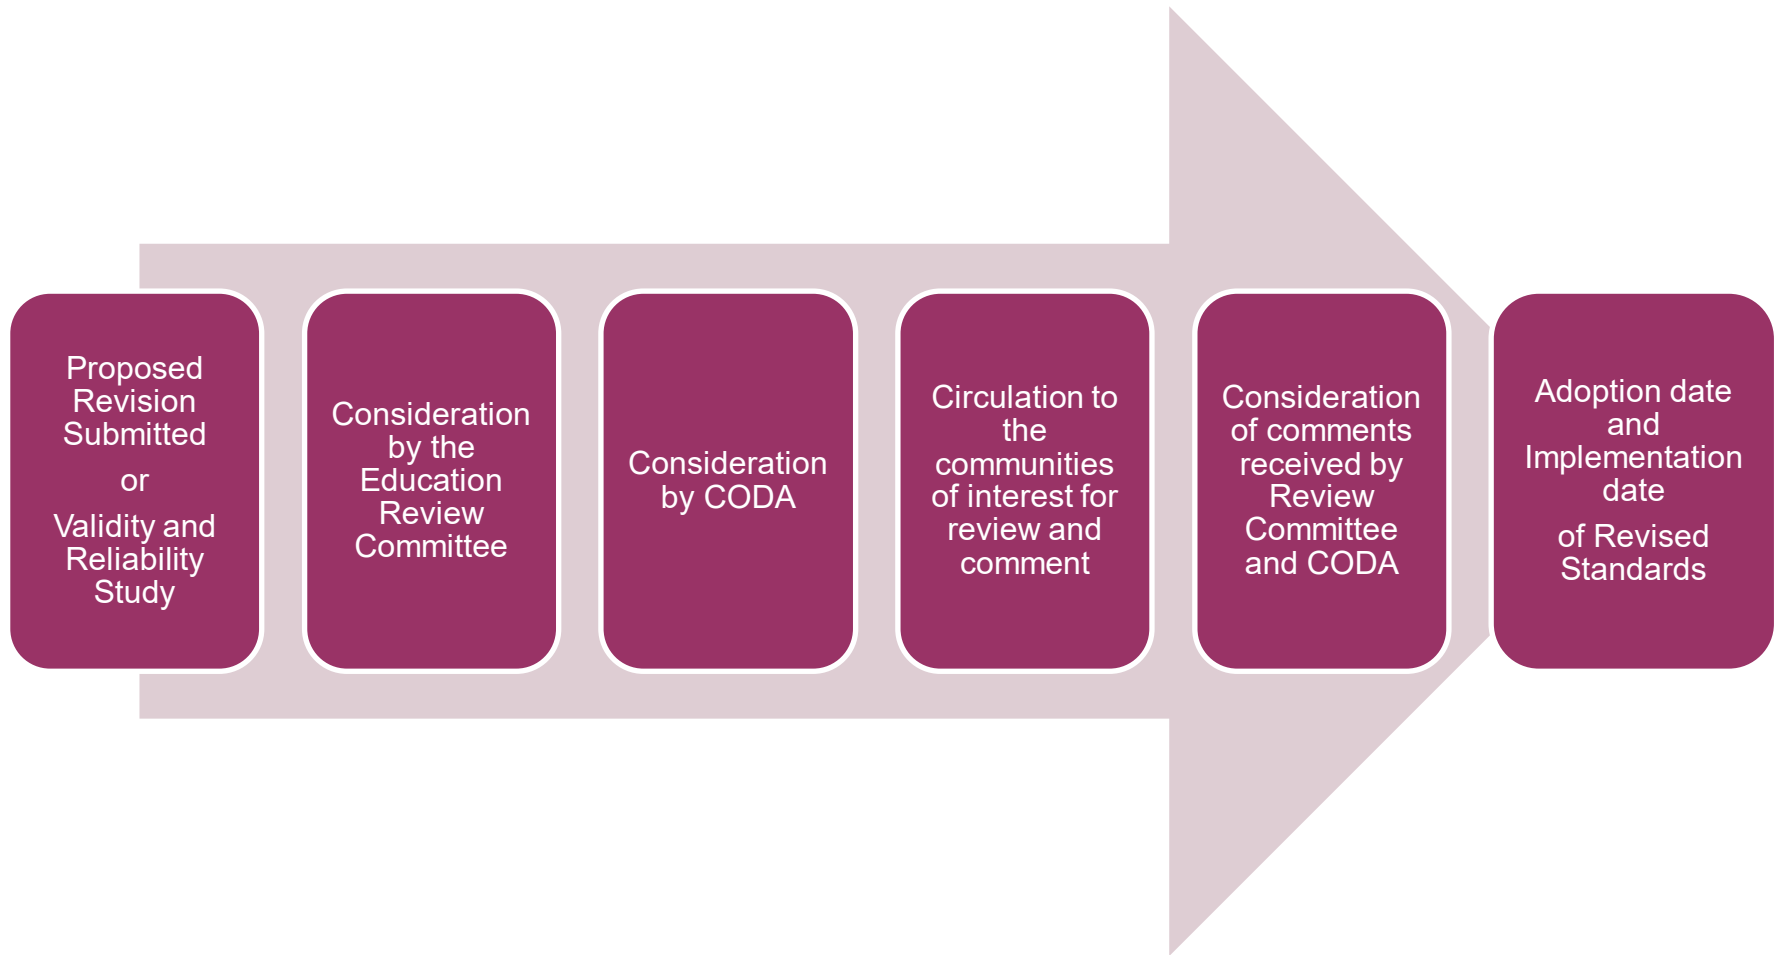 Proposed
Revision
Submitted
or
Validity and
Reliability
Study
Consideration
by the
Education
Review
Committee
Consideration
by CODA
Circulation to
the
communities
of interest for
review and
comment
Consideration
of comments
received by
Review
Committee
and CODA
Adoption date
and
Implementation
date
of Revised
Standards